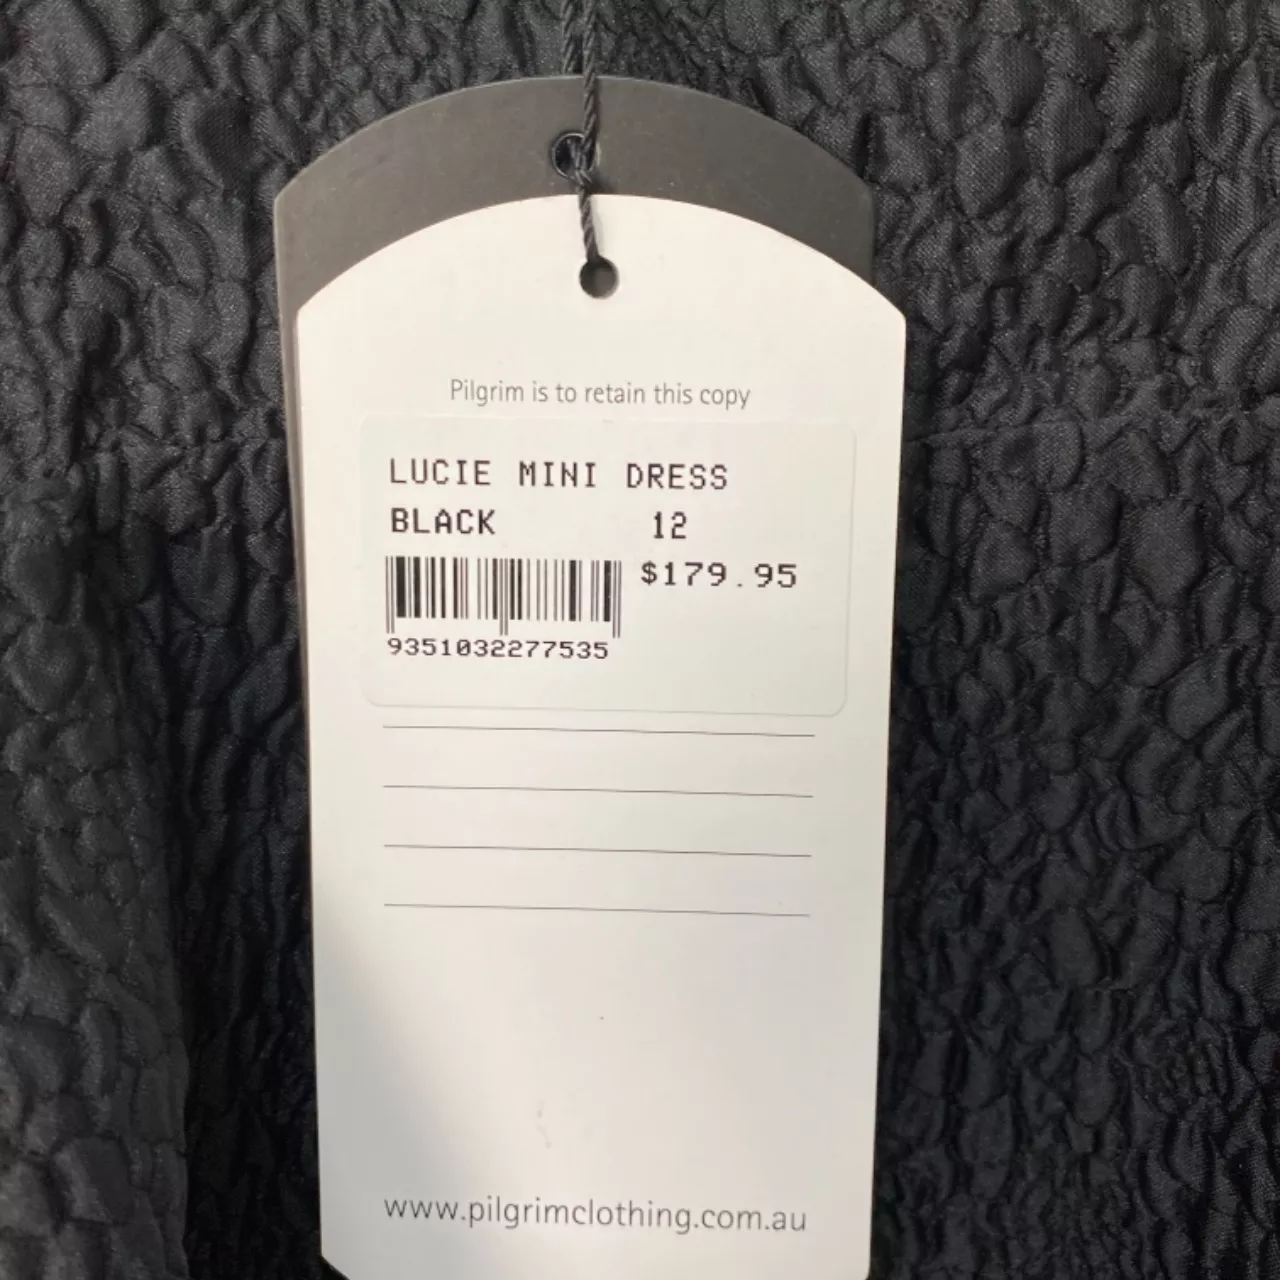 Pilgrim is to retain this copy
LUCIE MINI DRESS
BLACK 12
$179.95
9351032277535
www.pilgrimclothing.com.au